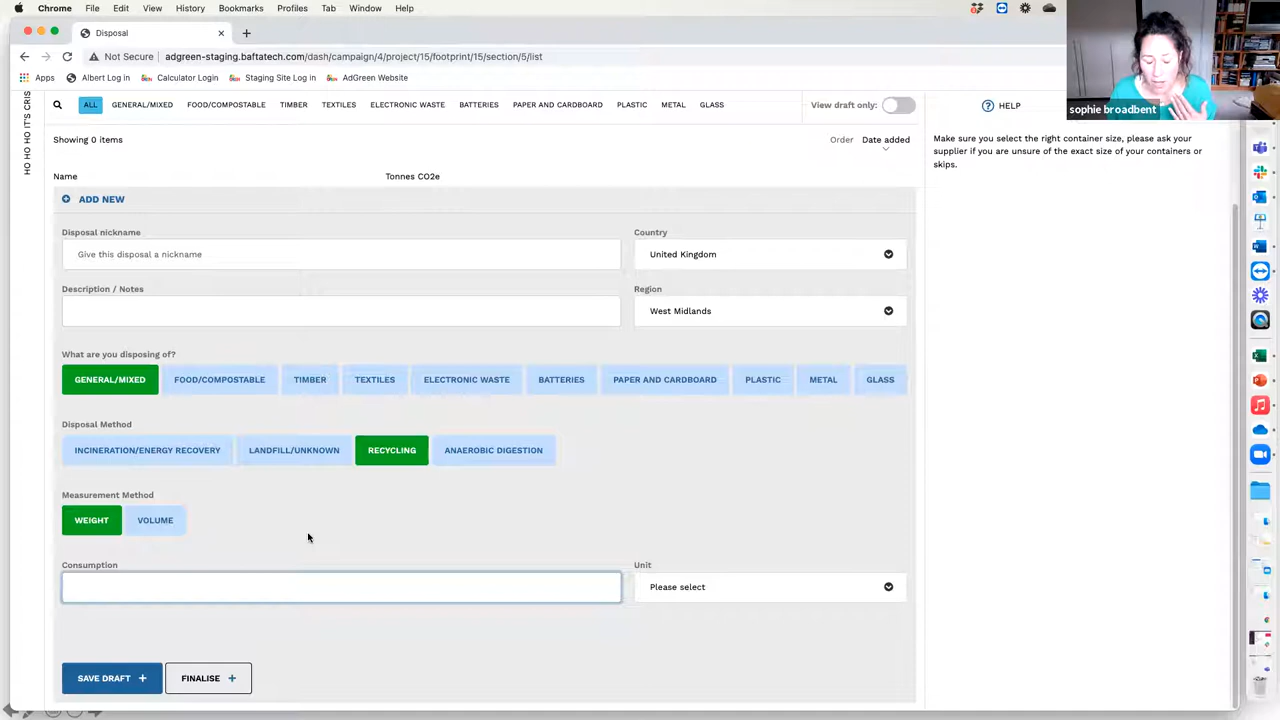 Chrome File Edit View History Bookmarks Profiles Tab Window Help
Disposal
Not Secure adgreen-staging.baftatech.com/dash/campaign/4/project/15/footprint/15/section/5/list
Apps Albert Log in Calculator Login Staging Site Log in AdGreen Website
sophie broadbent
HO HO HO IT'S CRIS
ALL GENERAL/MIXED FOOD/COMPOSTABLE TIMBER TEXTILES ELECTRONIC WASTE BATTERIES PAPER AND CARDBOARD PLASTIC METAL GLASS View draft only: HELP
Showing 0 items Order Date added
Make sure you select the right container size, please ask your
supplier if you are unsure of the exact size of your containers or
skips.
Name Tonnes CO2e
ADD NEW
Disposal nickname Country
Give this disposal a nickname United Kingdom
Description / Notes Region
West Midlands
What are you disposing of?
GENERAL/MIXED FOOD/COMPOSTABLE TIMBER TEXTILES ELECTRONIC WASTE BATTERIES PAPER AND CARDBOARD PLASTIC METAL GLASS
Disposal Method
INCINERATION/ENERGY RECOVERY LANDFILL/UNKNOWN RECYCLING ANAEROBIC DIGESTION
Measurement Method
WEIGHT VOLUME
Consumption Unit
Please select
SAVE DRAFT + FINALISE +